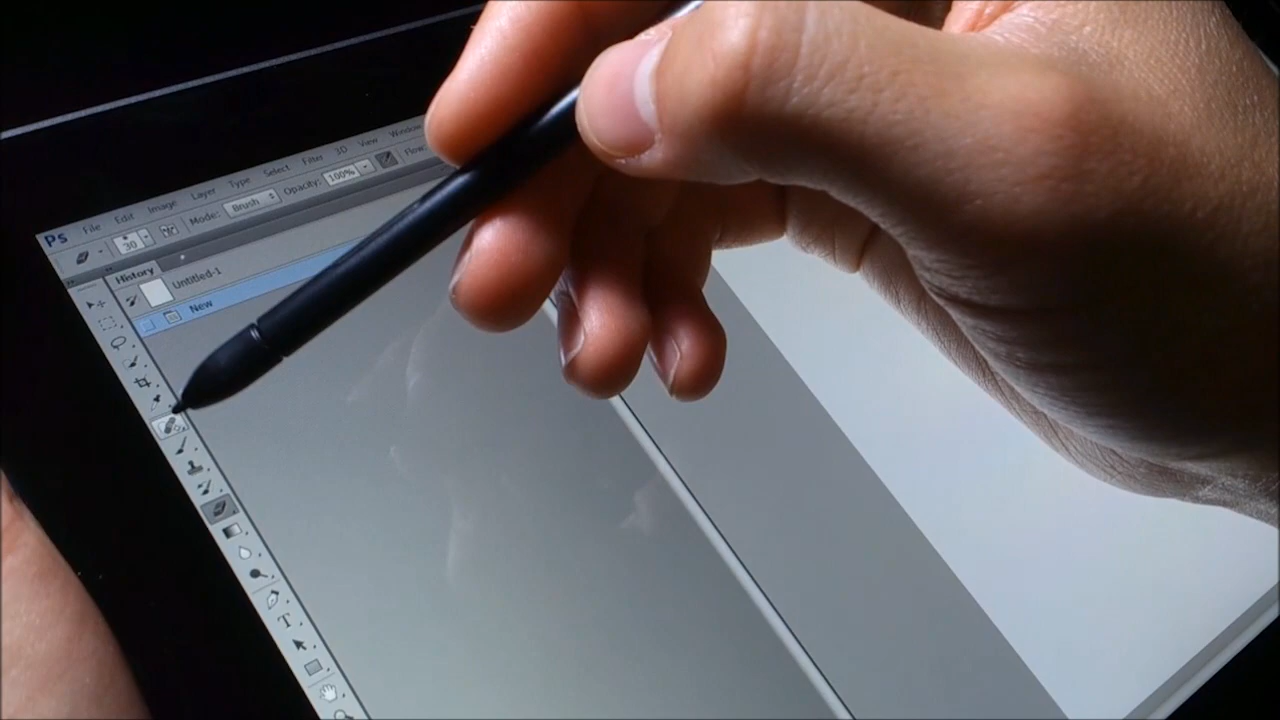 Ps File Edit Image Layer Type Select Filter 3D View Window
30 Mode: Brush Opacity: 100% Flow:
History
Untitled-1
New
T